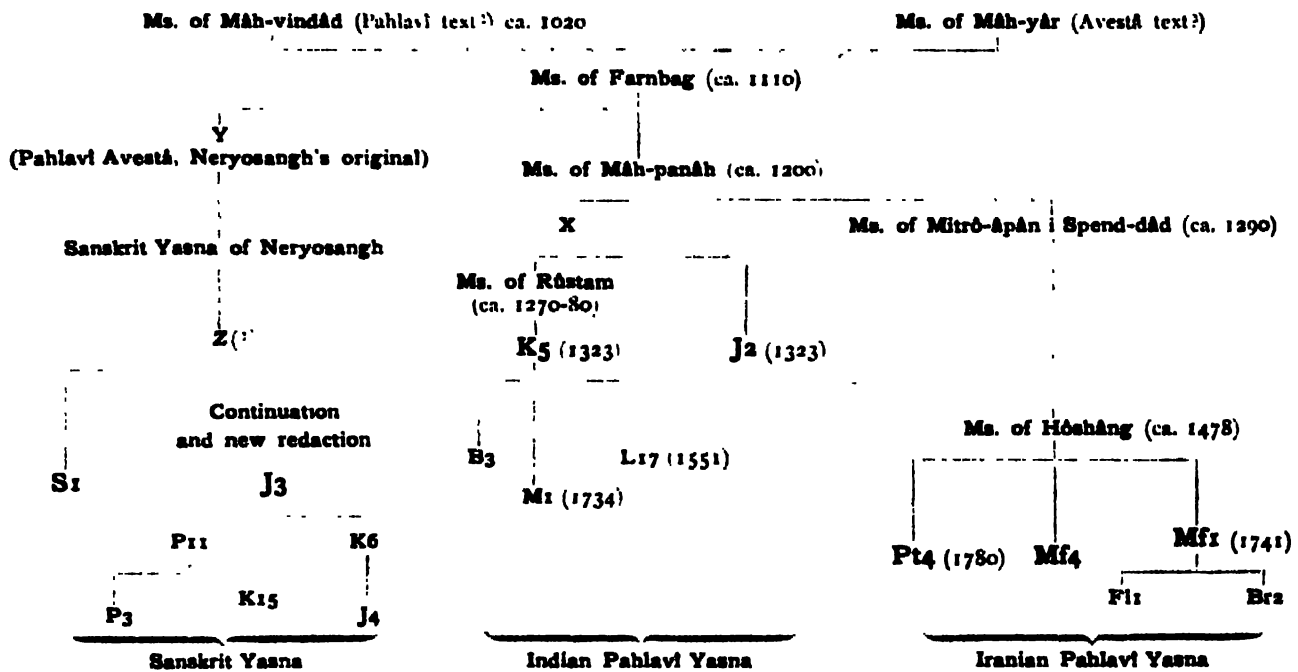 Ms. of Mâh-vindâd (Pahlavî text?) ca. 1020
Ms. of Mâh-yâr (Avestâ text?)
Ms. of Farnbag (ca. 1110)
Y
(Pahlavî Avestâ, Neryosangh's original)
Ms. of Mâh-panâh (ca. 1200)
X
Ms. of Mitrô-âpân i Spend-dâd (ca. 1290)
Sanskrit Yasna of Neryosangh
Ms. of Rûstam
(ca. 1270-80)
Z (?
K5 (1323)
J2 (1323)
Continuation
and new redaction
Ms. of Hôshâng (ca. 1478)
B3
L17 (1551)
S1
J3
M1 (1734)
P11
K6
Pt4 (1780)
Mf4
Mf1 (1741)
K15
P3
J4
Fl1
Br2
Sanskrit Yasna
Indian Pahlavî Yasna
Iranian Pahlavî Yasna